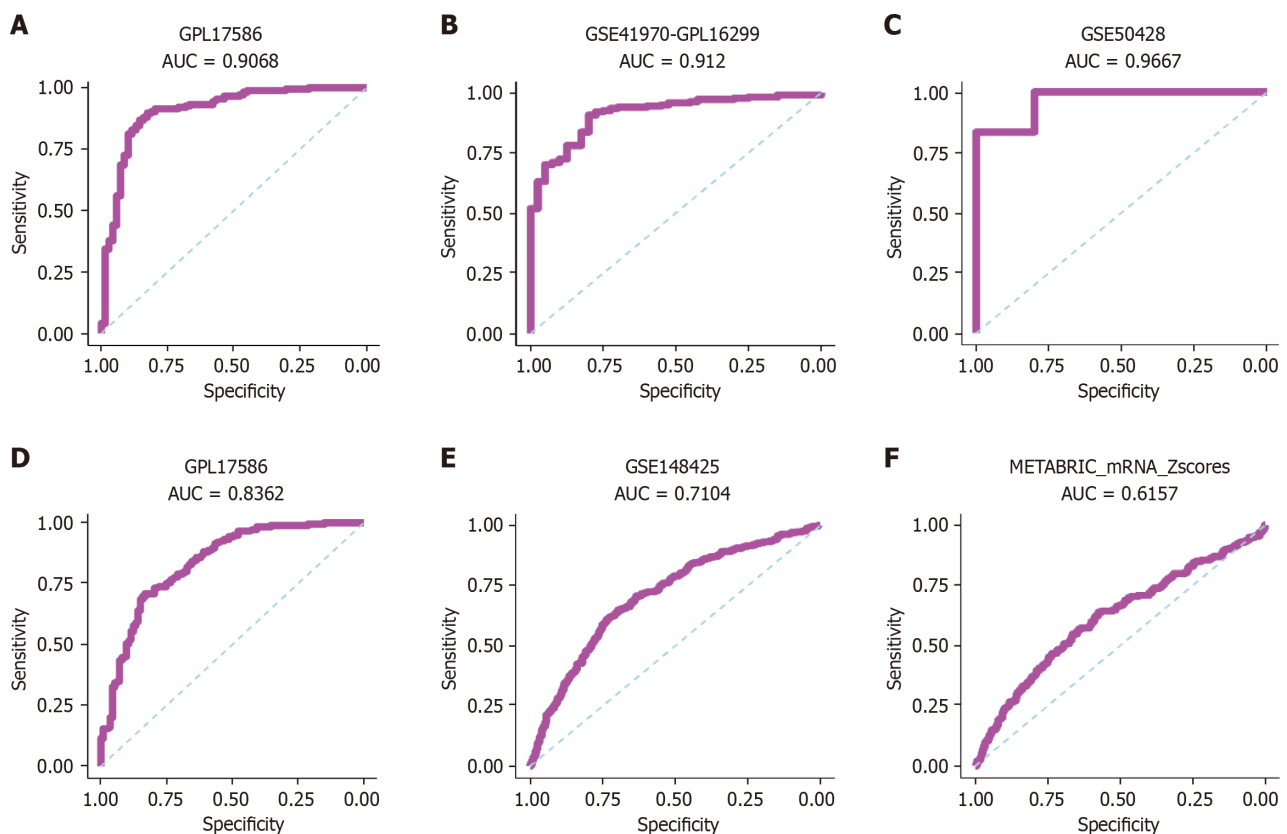 A
GPL17586
AUC = 0.9068
1.00
0.75
0.50
0.25
0.00
Sensitivity
1.00 0.75 0.50 0.25 0.00
Specificity
B
GSE41970-GPL16299
AUC = 0.912
1.00
0.75
0.50
0.25
0.00
Sensitivity
1.00 0.75 0.50 0.25 0.00
Specificity
C
GSE50428
AUC = 0.9667
1.00
0.75
0.50
0.25
0.00
Sensitivity
1.00 0.75 0.50 0.25 0.00
Specificity
D
GPL17586
AUC = 0.8362
1.00
0.75
0.50
0.25
0.00
Sensitivity
1.00 0.75 0.50 0.25 0.00
Specificity
E
GSE148425
AUC = 0.7104
1.00
0.75
0.50
0.25
0.00
Sensitivity
1.00 0.75 0.50 0.25 0.00
Specificity
F
METABRIC_mRNA_Zscores
AUC = 0.6157
1.00
0.75
0.50
0.25
0.00
Sensitivity
1.00 0.75 0.50 0.25 0.00
Specificity